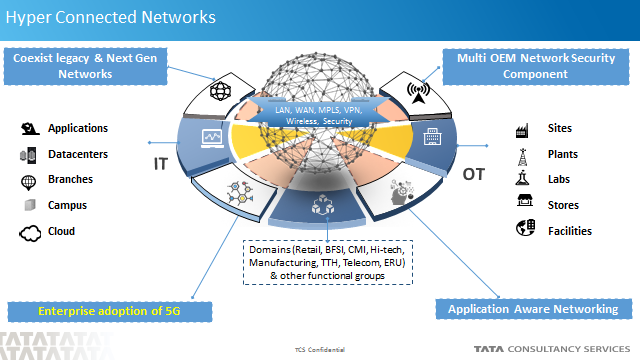 Hyper Connected Networks
Coexist legacy & Next Gen
Networks
Multi OEM Network Security
Component
LAN, WAN, MPLS, VPN,
Wireless, Security
Applications
Datacenters
Branches
Campus
Cloud
IT
OT
Sites
Plants
Labs
Stores
Facilities
Domains (Retail, BFSI, CMI, Hi-tech,
Manufacturing, TTH, Telecom, ERU)
& other functional groups
Enterprise adoption of 5G
Application Aware Networking
TATATATATATA
TATATATATATA
TCS Confidential
TATA CONSULTANCY SERVICES